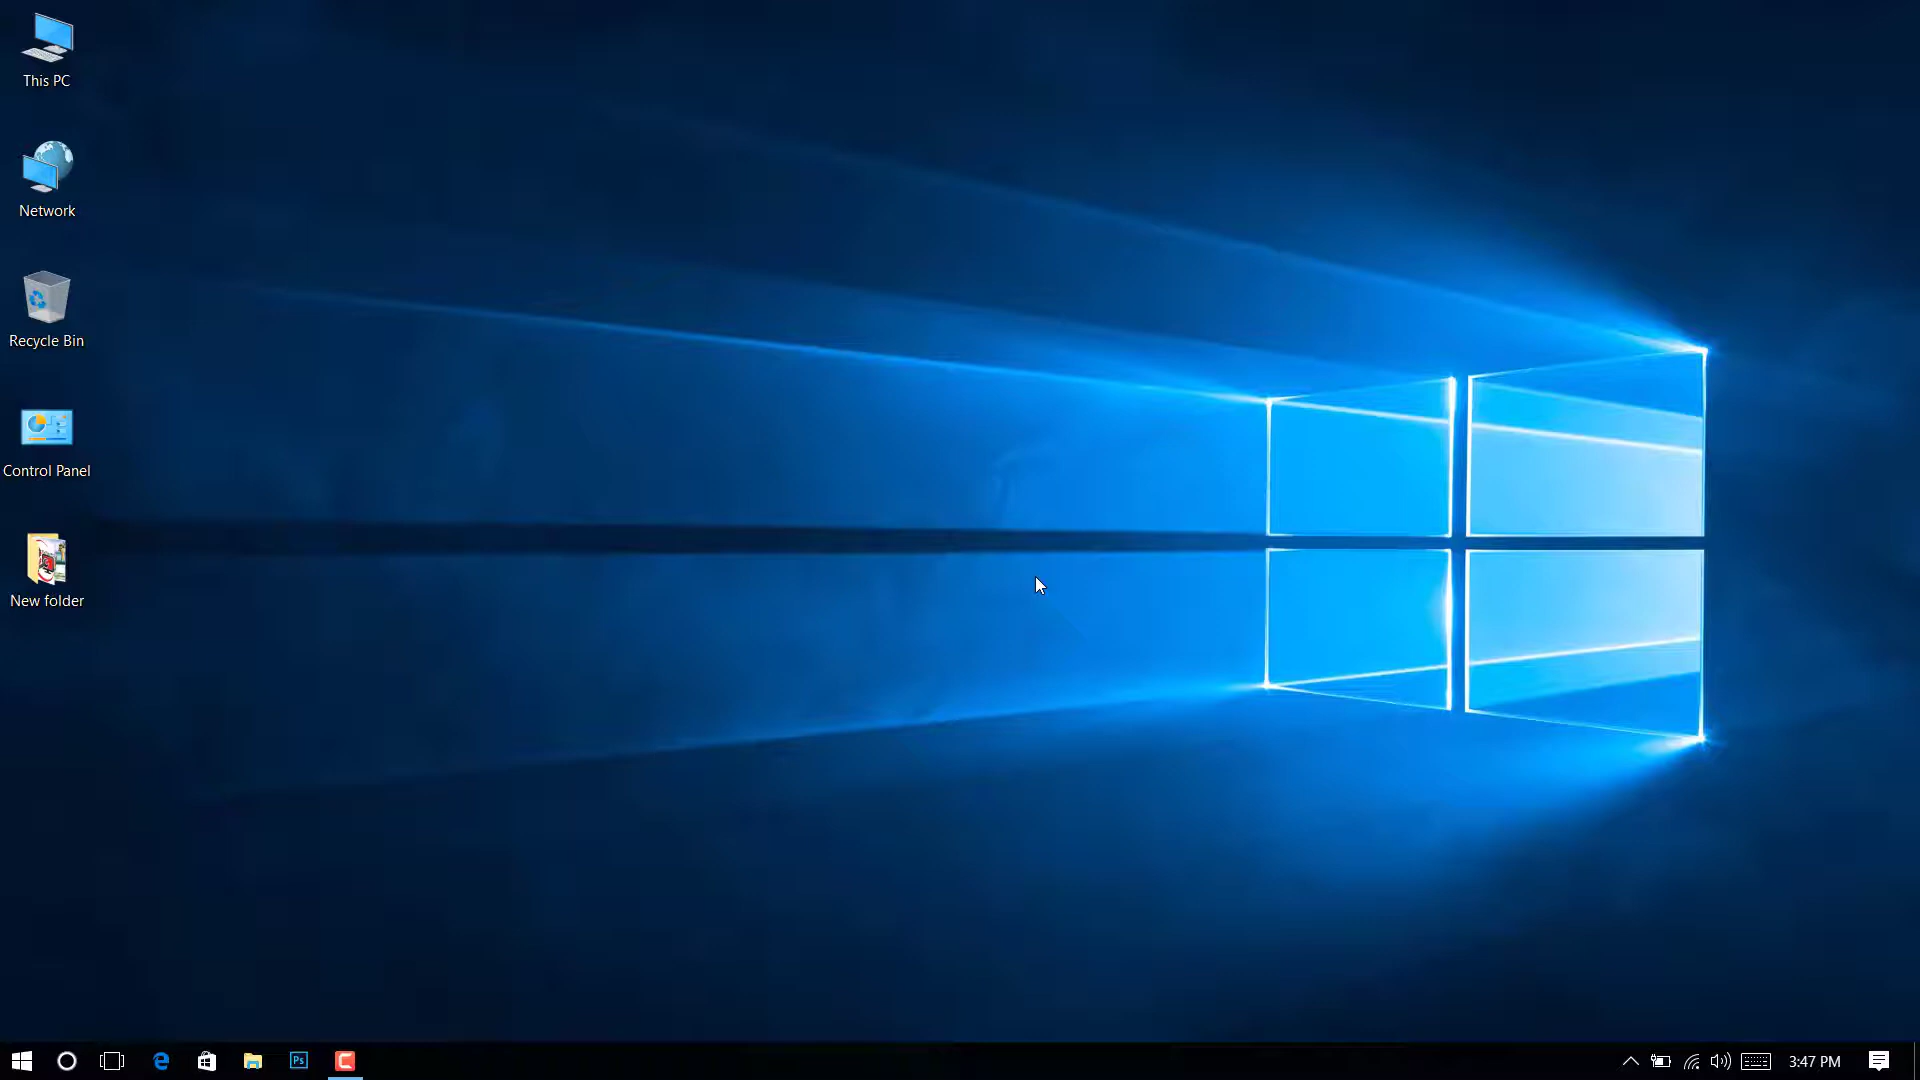 This PC
Network
Recycle Bin
Control Panel
New folder
Ps
3:47 PM